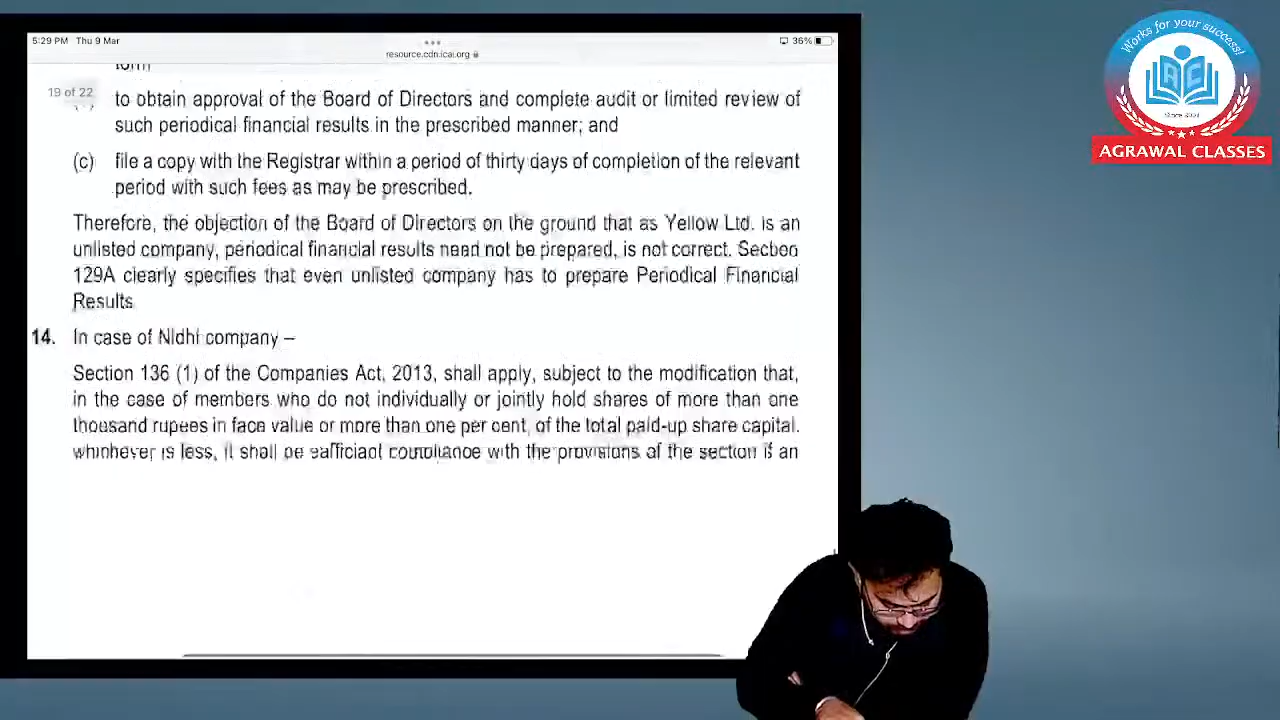 5:29 PM Thu 9 Mar
36%
resource.cdn.icai.org
Works for your success!
AC
Since 2001
AGRAWAL CLASSES
form
19 of 22
to obtain approval of the Board of Directors and complete audit or limited review of
such periodical financial results in the prescribed manner; and
(c) file a copy with the Registrar within a period of thirty days of completion of the relevant
period with such fees as may be prescribed.
Therefore, the objection of the Board of Directors on the ground that as Yellow Ltd. is an
unlisted company, periodical financial results need not be prepared, is not correct. Section
129A clearly specifies that even unlisted company has to prepare Periodical Financial
Results
14. In case of Nidhi company –
Section 136 (1) of the Companies Act, 2013, shall apply, subject to the modification that,
in the case of members who do not individually or jointly hold shares of more than one
thousand rupees in face value or more than one per cent, of the total paid-up share capital.
whichever is less, it shall be sufficient compliance with the provisions of the section if an